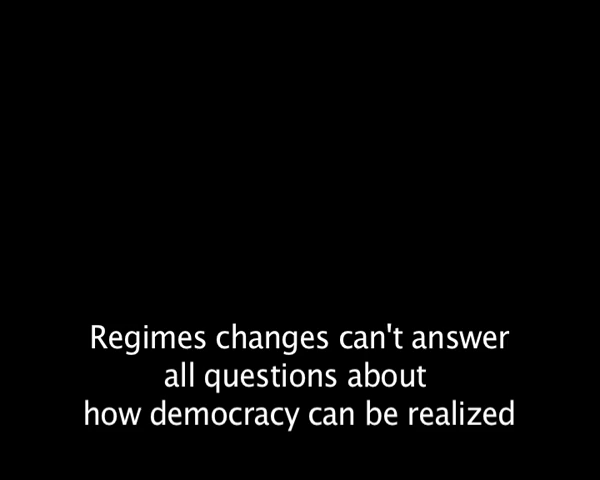 Regimes changes can't answer
all questions about
how democracy can be realized